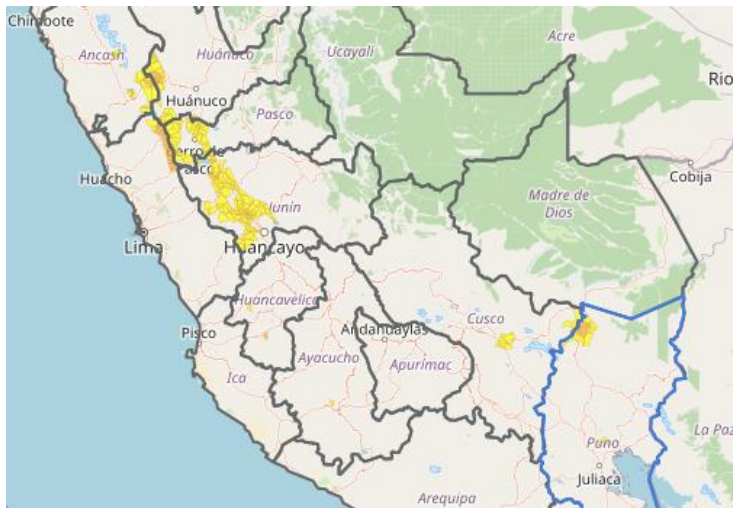 Chimbote
Ancash
Huánuco
Ucayali
Acre
Rio
Huánuco
Pasco
Cerro de
Pasco
Cobija
Huacho
Madre de
Dios
Junín
Lima
Huancayo
Huancavelica
Cusco
Pisco
Andahuaylas
Ayacucho
Apurímac
Ica
La Paz
Puno
Juliaca
Arequipa